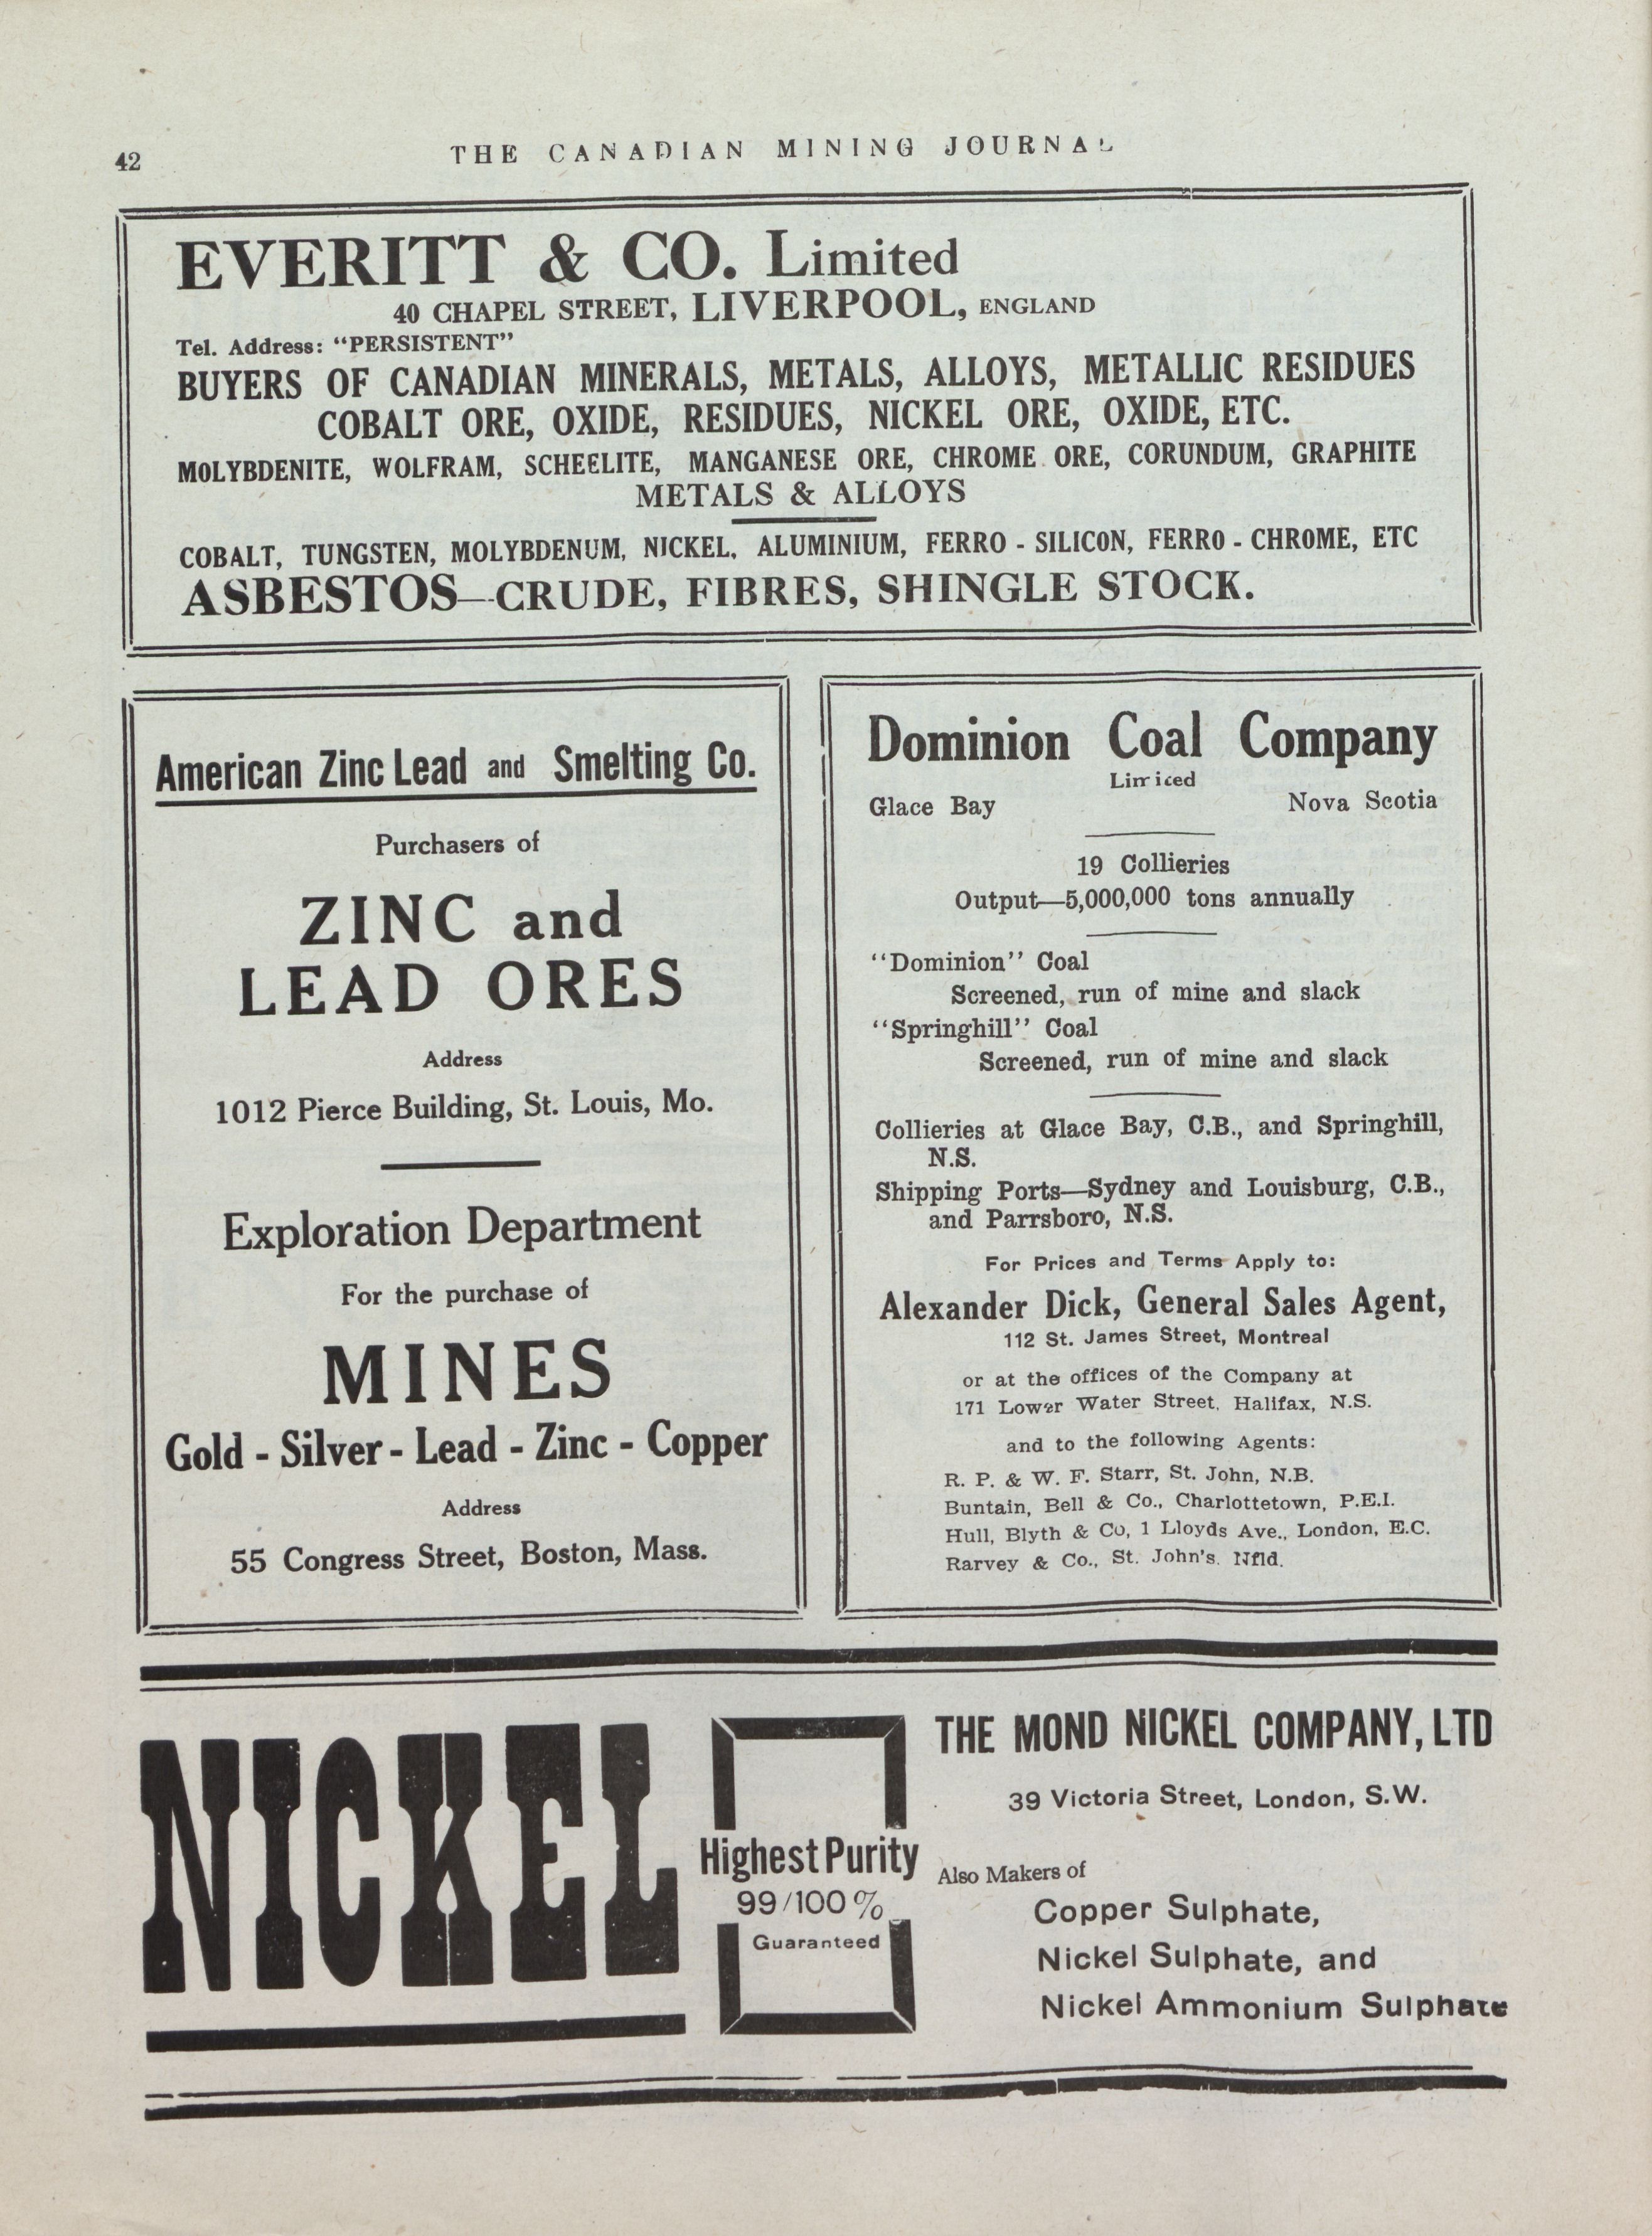 42
THE CANADIAN MINING JOURNAL
EVERITT & CO. Limited
40 CHAPEL STREET, LIVERPOOL, ENGLAND
Tel. Address: "PERSISTENT"
BUYERS OF CANADIAN MINERALS, METALS, ALLOYS, METALLIC RESIDUES
COBALT ORE, OXIDE, RESIDUES, NICKEL ORE, OXIDE, ETC.
MOLYBDENITE, WOLFRAM, SCHEELITE, MANGANESE ORE, CHROME ORE, CORUNDUM, GRAPHITE
METALS & ALLOYS
COBALT, TUNGSTEN, MOLYBDENUM, NICKEL, ALUMINIUM, FERRO - SILICON, FERRO - CHROME, ETC
ASBESTOS—CRUDE, FIBRES, SHINGLE STOCK.
American Zinc Lead and Smelting Co.
Purchasers of
ZINC and
LEAD ORES
Address
1012 Pierce Building, St. Louis, Mo.
Exploration Department
For the purchase of
MINES
Gold - Silver - Lead - Zinc - Copper
Address
55 Congress Street, Boston, Mass.
Dominion Coal Company
Limited
Glace Bay Nova Scotia
19 Collieries
Output—5,000,000 tons annually
"Dominion" Coal
Screened, run of mine and slack
"Springhill" Coal
Screened, run of mine and slack
Collieries at Glace Bay, C.B., and Springhill,
N.S.
Shipping Ports—Sydney and Louisburg, C.B.,
and Parrsboro, N.S.
For Prices and Terms Apply to:
Alexander Dick, General Sales Agent,
112 St. James Street, Montreal
or at the offices of the Company at
171 Lower Water Street, Halifax, N.S.
and to the following Agents:
R. P. & W. F. Starr, St. John, N.B.
Buntain, Bell & Co., Charlottetown, P.E.I.
Hull, Blyth & Co, 1 Lloyds Ave., London, E.C.
Rarvey & Co., St. John's. Nfld.
NICKEL
Highest Purity
99/100%
Guaranteed
THE MOND NICKEL COMPANY, LTD
39 Victoria Street, London, S.W.
Also Makers of
Copper Sulphate,
Nickel Sulphate, and
Nickel Ammonium Sulphate